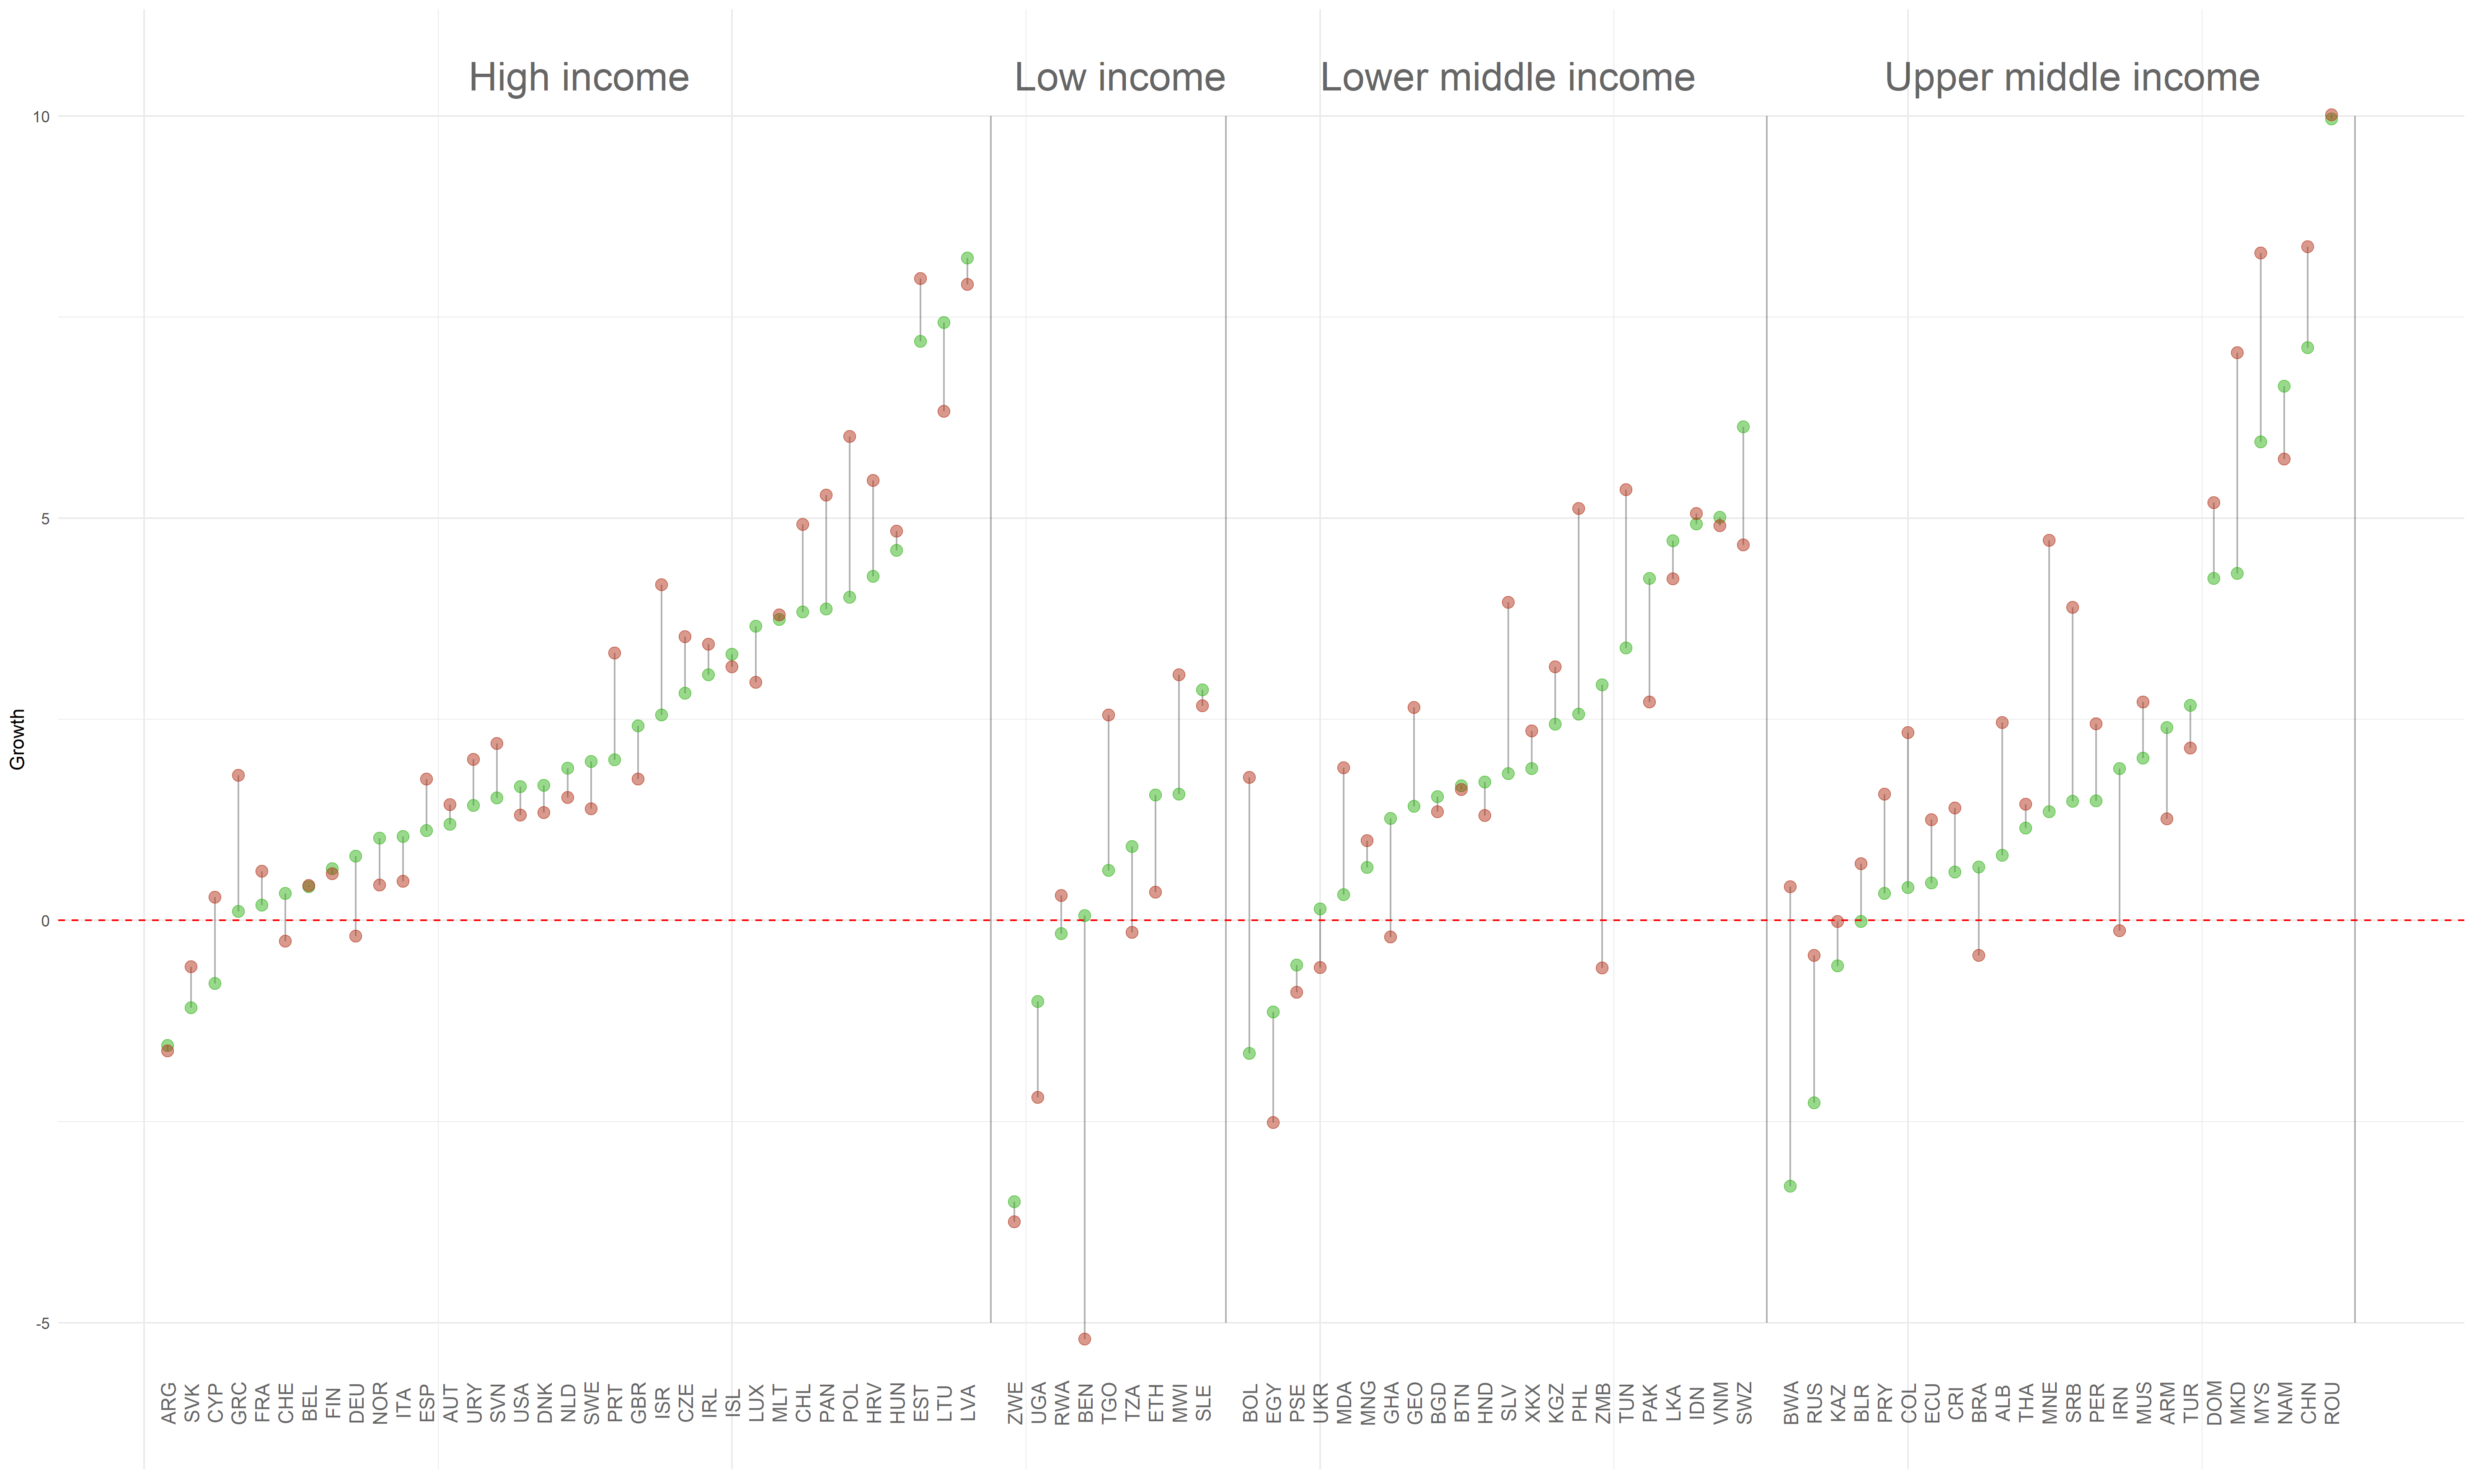 High income Low income Lower middle income Upper middle income
10
5
Growth
0
-5
ARG SVK CYP GRC FRA CHE BEL FIN DEU NOR ITA ESP AUT URY SVN USA DNK NLD SWE PRT GBR ISR CZE IRL ISL LUX MLT CHL PAN POL HRV HUN EST LTU LVA ZWE UGA RWA BEN TGO TZA ETH MWI SLE BOL EGY PSE UKR MDA MNG GHA GEO BGD BTN HND SLV XKX KGZ PHL ZMB TUN PAK LKA IDN VNM SWZ BWA RUS KAZ BLR PRY COL ECU CRI BRA ALB THA MNE SRB PER IRN MUS ARM TUR DOM MKD MYS NAM CHN ROU